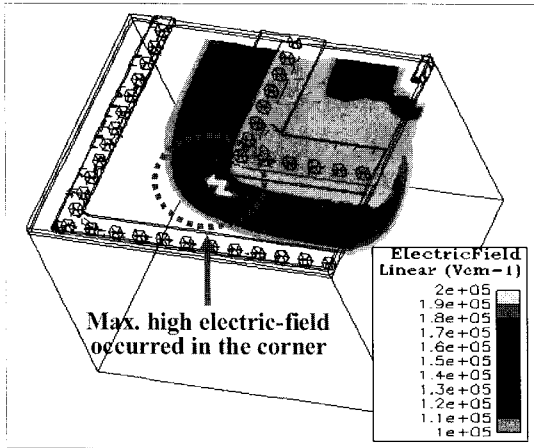 Max. high electric-field
occurred in the corner
ElectricField
Linear (Vcm-1)
2e+05
1.9e+05
1.8e+05
1.7e+05
1.6e+05
1.5e+05
1.4e+05
1.3e+05
1.2e+05
1.1e+05
1e+05